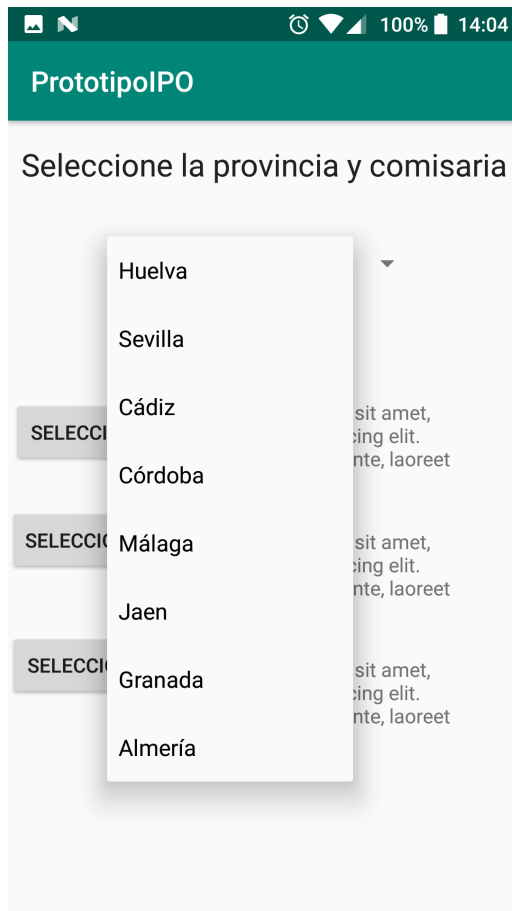 100% 14:04
PrototipoIPO
Seleccione la provincia y comisaria
Huelva
Sevilla
Cádiz
sit amet,
SELECCI
cing elit.
nte, laoreet
Córdoba
SELECCIO
Málaga
sit amet,
cing elit.
nte, laoreet
Jaen
SELECCI
Granada
sit amet,
cing elit.
nte, laoreet
Almería